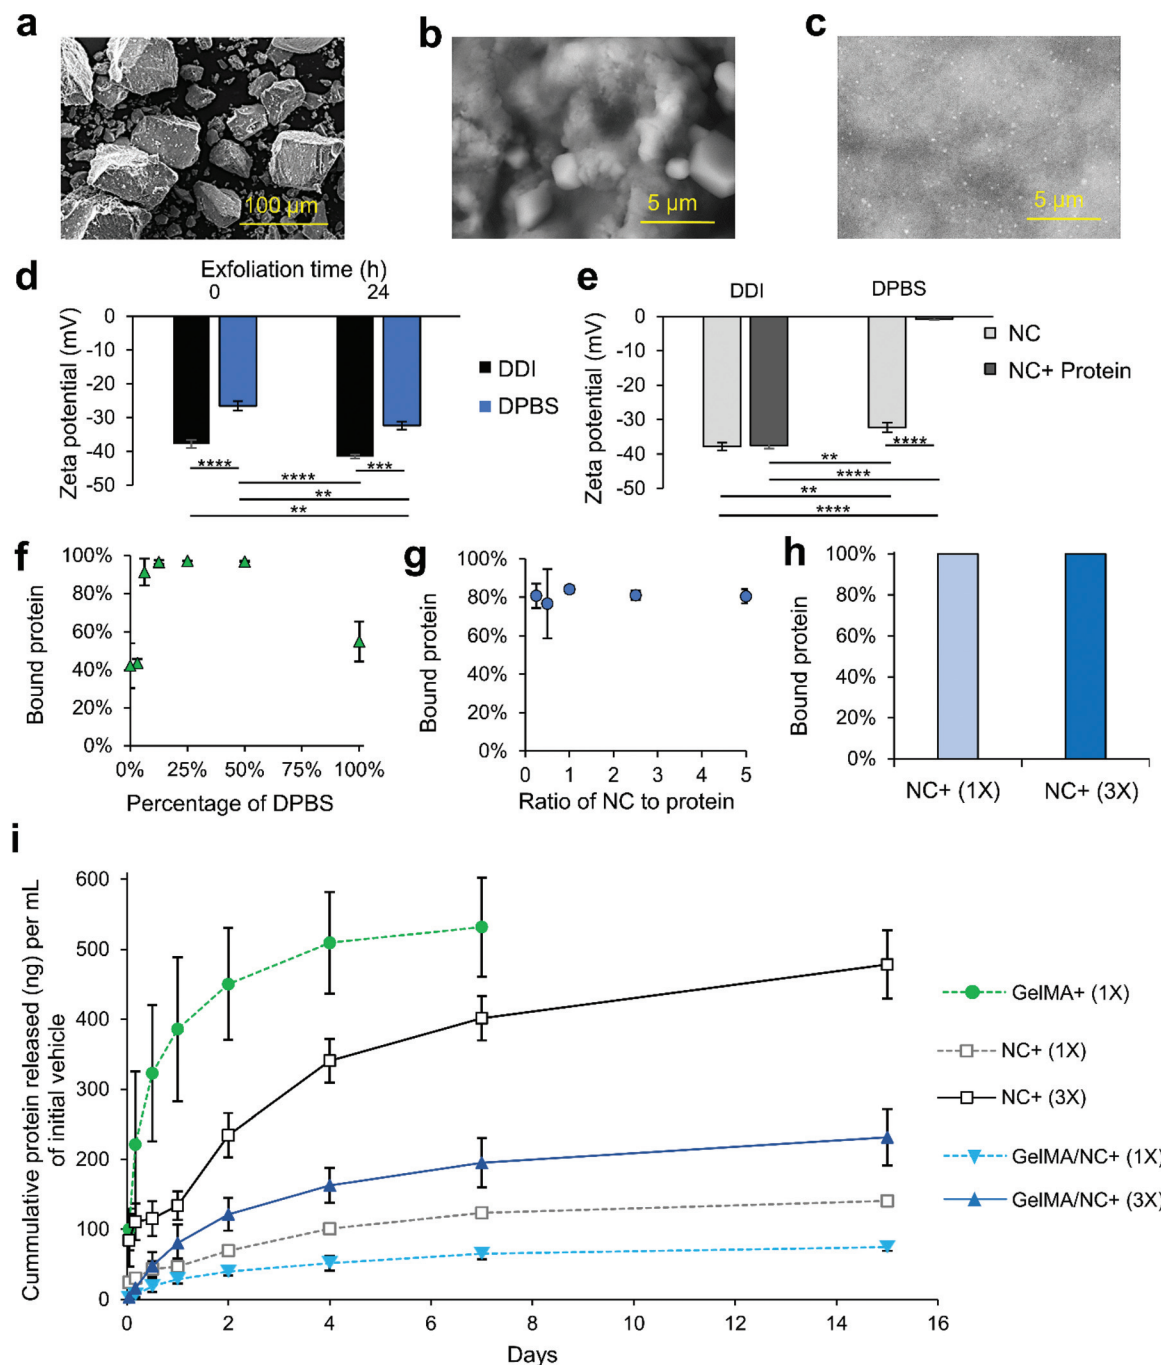 a
b
c
100 µm
5 µm
5 µm
d
Exfoliation time (h)
0
24
Zeta potential (mV)
0
-10
-20
-30
-40
-50
DDI
DPBS
****
***
****
**
**
e
DDI
DPBS
Zeta potential (mV)
0
-10
-20
-30
-40
-50
NC
NC+ Protein
****
**
****
**
****
f
Bound protein
100%
80%
60%
40%
20%
0%
0%
25%
50%
100%
Percentage of DPBS
g
Bound protein
100%
80%
60%
40%
20%
0%
0
1
2
3
4
5
Ratio of NC to protein
h
Bound protein
100%
80%
60%
40%
20%
0%
NC+ (1X)
NC+ (3X)
i
Cummulative protein released (ng) per mL
of initial vehicle
600
500
400
300
200
100
0
0
2
4
6
8
10
12
14
16
Days
GelMA+ (1X)
NC+ (1X)
NC+ (3X)
GelMA/NC+ (1X)
GelMA/NC+ (3X)